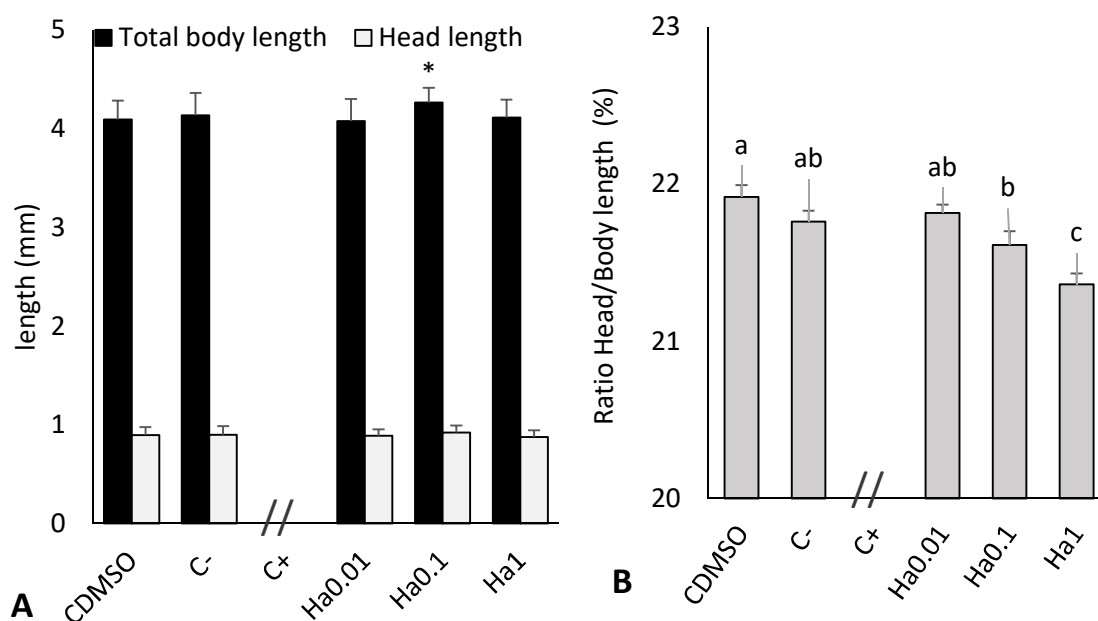 5
4
3
2
1
0
length (mm)
Total body length
Head length
*
CDMSO
C-
C+
Ha0.01
Ha0.1
Ha1
A
23
22
21
20
Ratio Head/Body length (%)
a
ab
ab
b
c
CDMSO
C-
C+
Ha0.01
Ha0.1
Ha1
B